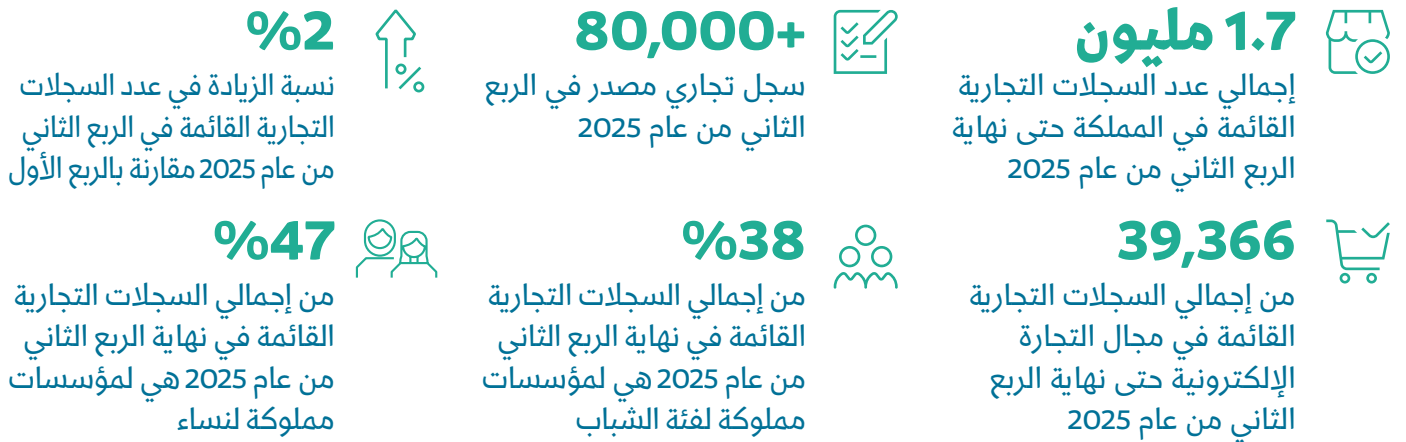 1.7 مليون
إجمالي عدد السجلات التجارية
القائمة في المملكة حتى نهاية
الربع الثاني من عام 2025
80,000+
سجل تجاري مصدر في الربع
الثاني من عام 2025
%2
نسبة الزيادة في عدد السجلات
التجارية القائمة في الربع الثاني
من عام 2025 مقارنة بالربع الأول
39,366
من إجمالي السجلات التجارية
القائمة في مجال التجارة
الإلكترونية حتى نهاية الربع
الثاني من عام 2025
%38
من إجمالي السجلات التجارية
القائمة في نهاية الربع الثاني
من عام 2025 هي لمؤسسات
مملوكة لفئة الشباب
%47
من إجمالي السجلات التجارية
القائمة في نهاية الربع الثاني
من عام 2025 هي لمؤسسات
مملوكة لنساء